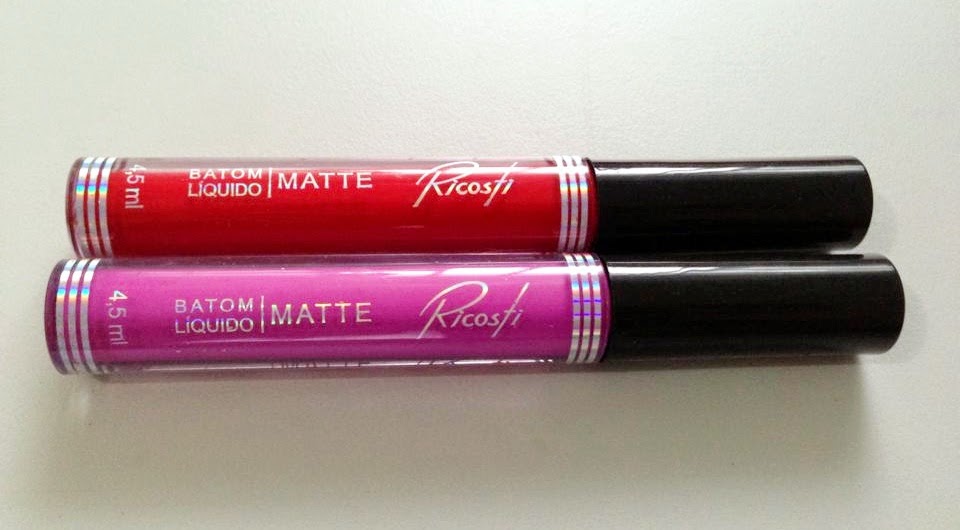 4,5 ml
BATOM
LÍQUIDO
MATTE
Ricosti
4,5 ml
BATOM
LÍQUIDO
MATTE
Ricosti